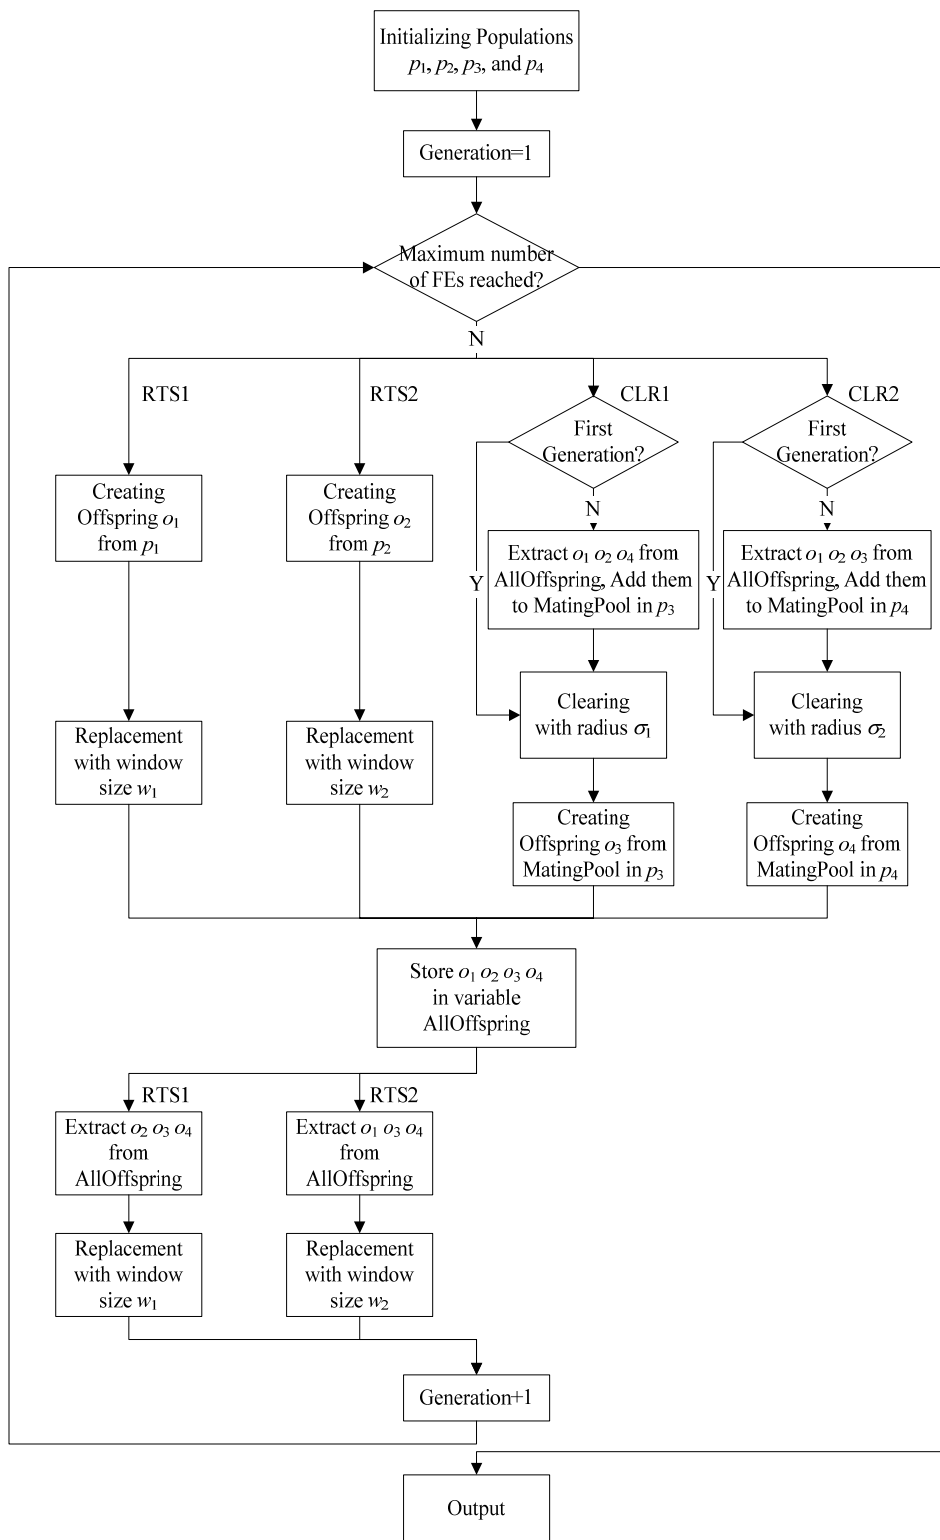 Initializing Populations
p₁, p₂, p₃, and p₄
Generation=1
Maximum number
of FEs reached?
N
RTS1
RTS2
CLR1
CLR2
First
Generation?
First
Generation?
Creating
Offspring o₁
from p₁
Creating
Offspring o₂
from p₂
N
N
Extract o₁ o₂ o₄ from
AllOffspring, Add them
to MatingPool in p₃
Extract o₁ o₂ o₃ from
AllOffspring, Add them
to MatingPool in p₄
Y
Y
Clearing
with radius σ₁
Clearing
with radius σ₂
Replacement
with window
size w₁
Replacement
with window
size w₂
Creating
Offspring o₃ from
MatingPool in p₃
Creating
Offspring o₄ from
MatingPool in p₄
Store o₁ o₂ o₃ o₄
in variable
AllOffspring
RTS1
RTS2
Extract o₂ o₃ o₄
from
AllOffspring
Extract o₁ o₃ o₄
from
AllOffspring
Replacement
with window
size w₁
Replacement
with window
size w₂
Generation+1
Output